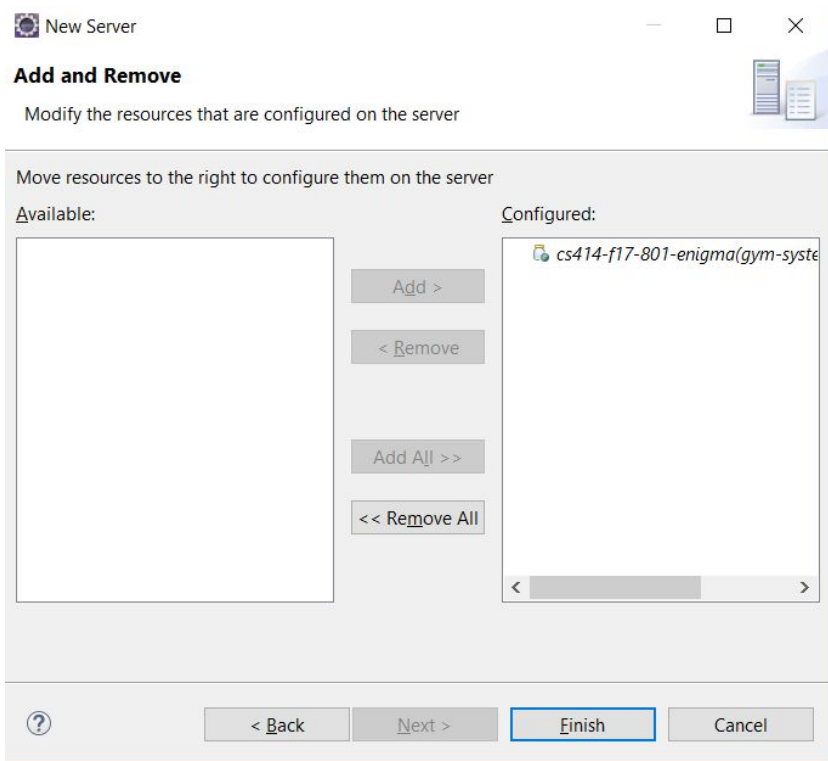 New Server
Add and Remove
Modify the resources that are configured on the server
Move resources to the right to configure them on the server
Available:
Configured:
cs414-f17-801-enigma(gym-syste
Add >
< Remove
Add All >>
<< Remove All
< Back
Next >
Finish
Cancel